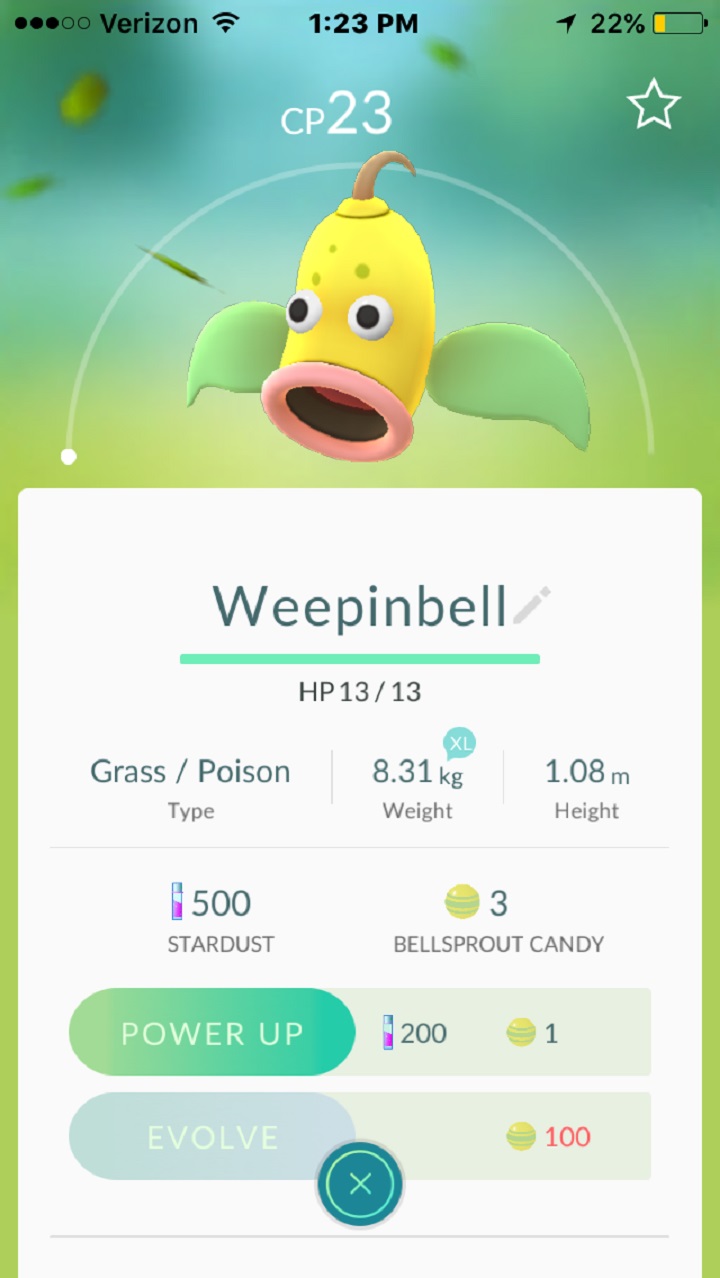 Verizon 1:23 PM 22%
CP23
Weepinbell
HP 13 / 13
XL
Grass / Poison 8.31 kg 1.08 m
Type Weight Height
500 3
STARDUST BELLSPROUT CANDY
POWER UP 200 1
EVOLVE 100